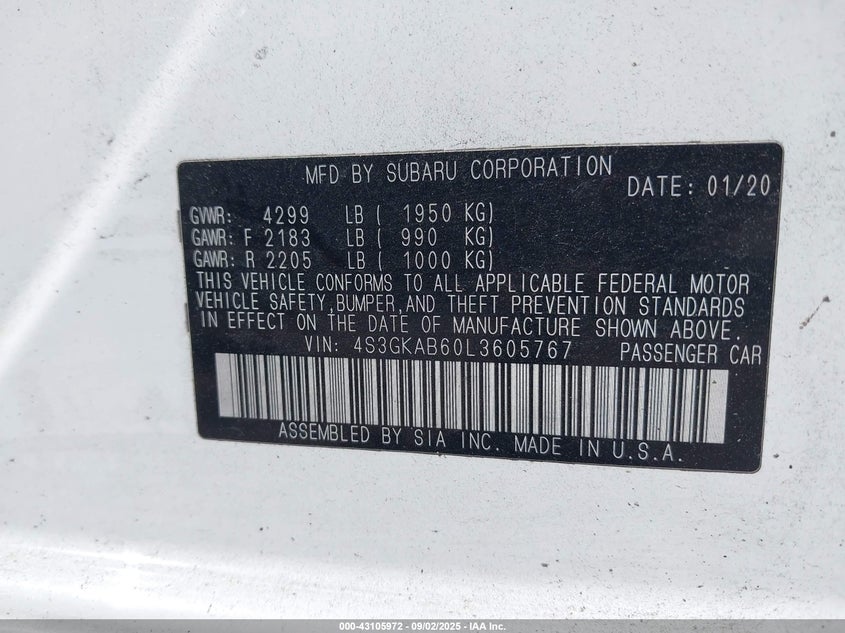 MFD BY SUBARU CORPORATION
DATE: 01/20
GVWR: 4299 LB ( 1950 KG)
GAWR: F 2183 LB ( 990 KG)
GAWR: R 2205 LB ( 1000 KG)
THIS VEHICLE CONFORMS TO ALL APPLICABLE FEDERAL MOTOR
VEHICLE SAFETY,BUMPER,AND THEFT PREVENTION STANDARDS
IN EFFECT ON THE DATE OF MANUFACTURE SHOWN ABOVE.
VIN: 4S3GKAB60L3605767 PASSENGER CAR
ASSEMBLED BY SIA INC. MADE IN U.S.A.
000-43105972 - 09/02/2025 - IAA Inc.